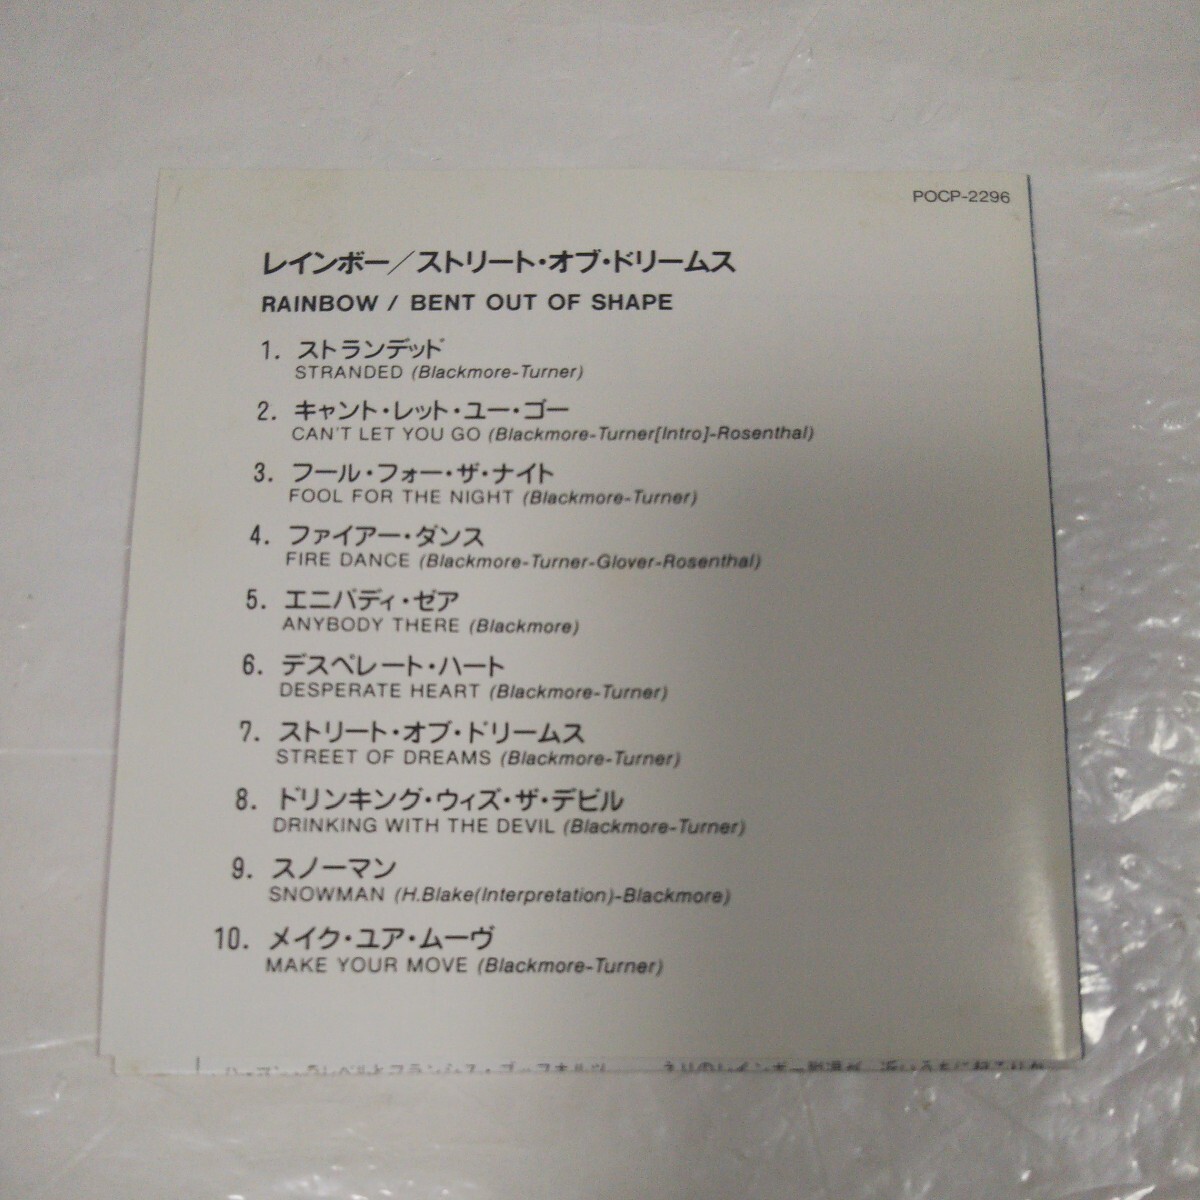 POCP-2296
レインボー／ストリート・オブ・ドリームス
RAINBOW / BENT OUT OF SHAPE
1. ストランデッド
STRANDED (Blackmore-Turner)
2. キャント・レット・ユー・ゴー
CAN'T LET YOU GO (Blackmore-Turner[Intro]-Rosenthal)
3. フール・フォー・ザ・ナイト
FOOL FOR THE NIGHT (Blackmore-Turner)
4. ファイアー・ダンス
FIRE DANCE (Blackmore-Turner-Glover-Rosenthal)
5. エニバディ・ゼア
ANYBODY THERE (Blackmore)
6. デスペレート・ハート
DESPERATE HEART (Blackmore-Turner)
7. ストリート・オブ・ドリームス
STREET OF DREAMS (Blackmore-Turner)
8. ドリンキング・ウィズ・ザ・デビル
DRINKING WITH THE DEVIL (Blackmore-Turner)
9. スノーマン
SNOWMAN (H.Blake(Interpretation)-Blackmore)
10. メイク・ユア・ムーヴ
MAKE YOUR MOVE (Blackmore-Turner)